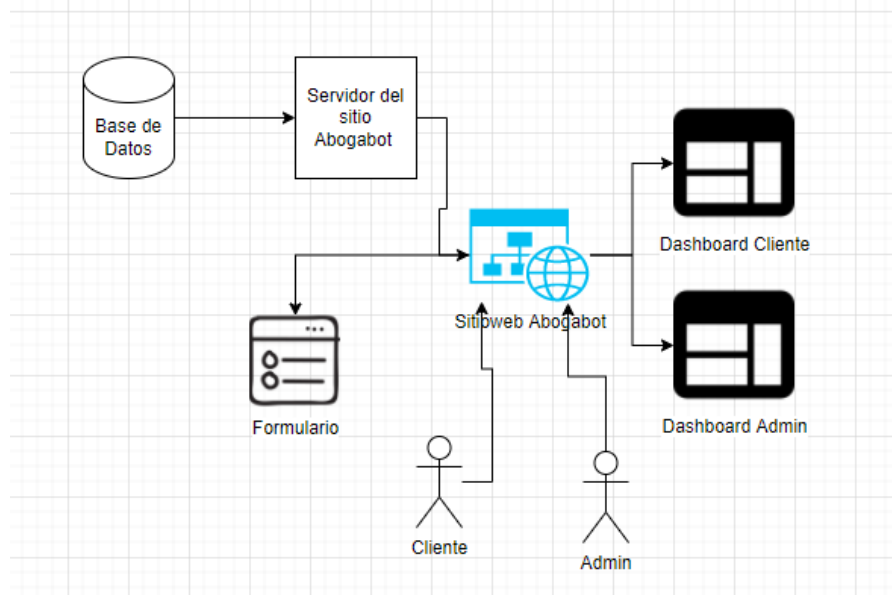 Base de
Datos
Servidor del
sitio
Abogabot
Dashboard Cliente
Sitioweb Abogabot
Formulario
Dashboard Admin
Cliente
Admin